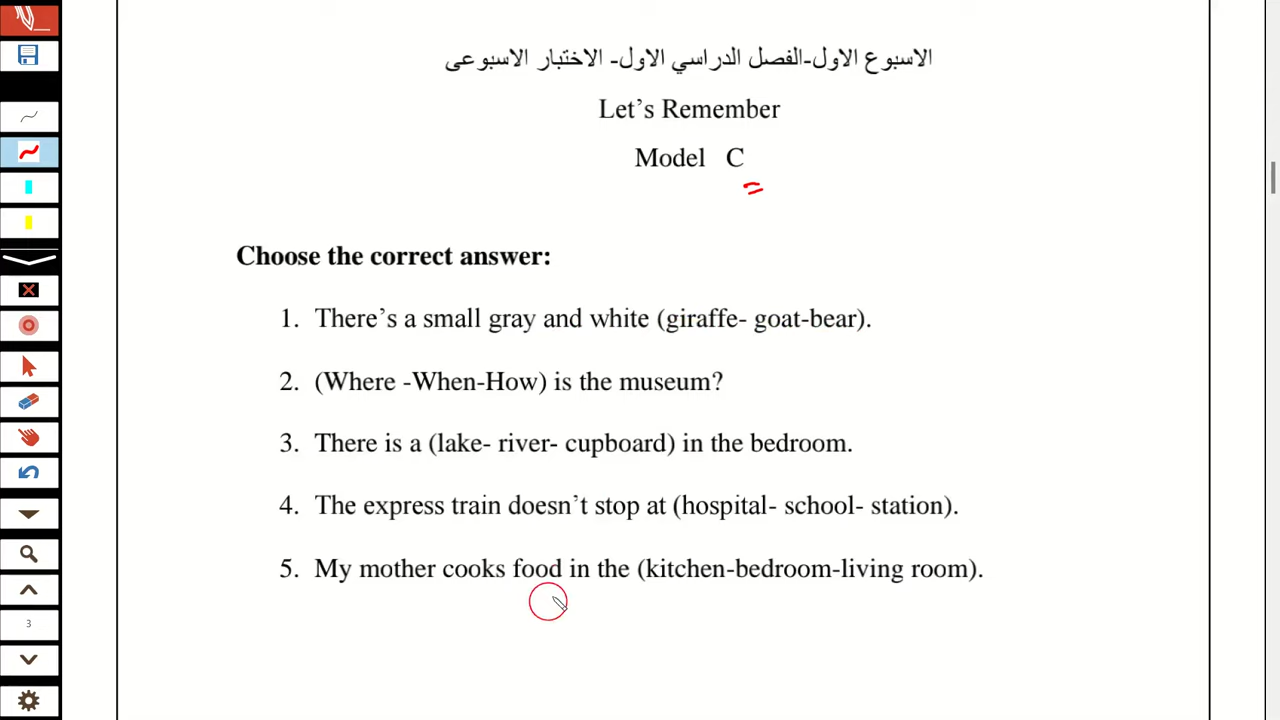 الاسبوع الاول-الفصل الدراسي الاول- الاختبار الاسبوعى
Let’s Remember
Model C
Choose the correct answer:
1. There’s a small gray and white (giraffe- goat-bear).
2. (Where -When-How) is the museum?
3. There is a (lake- river- cupboard) in the bedroom.
4. The express train doesn’t stop at (hospital- school- station).
5. My mother cooks food in the (kitchen-bedroom-living room).
3